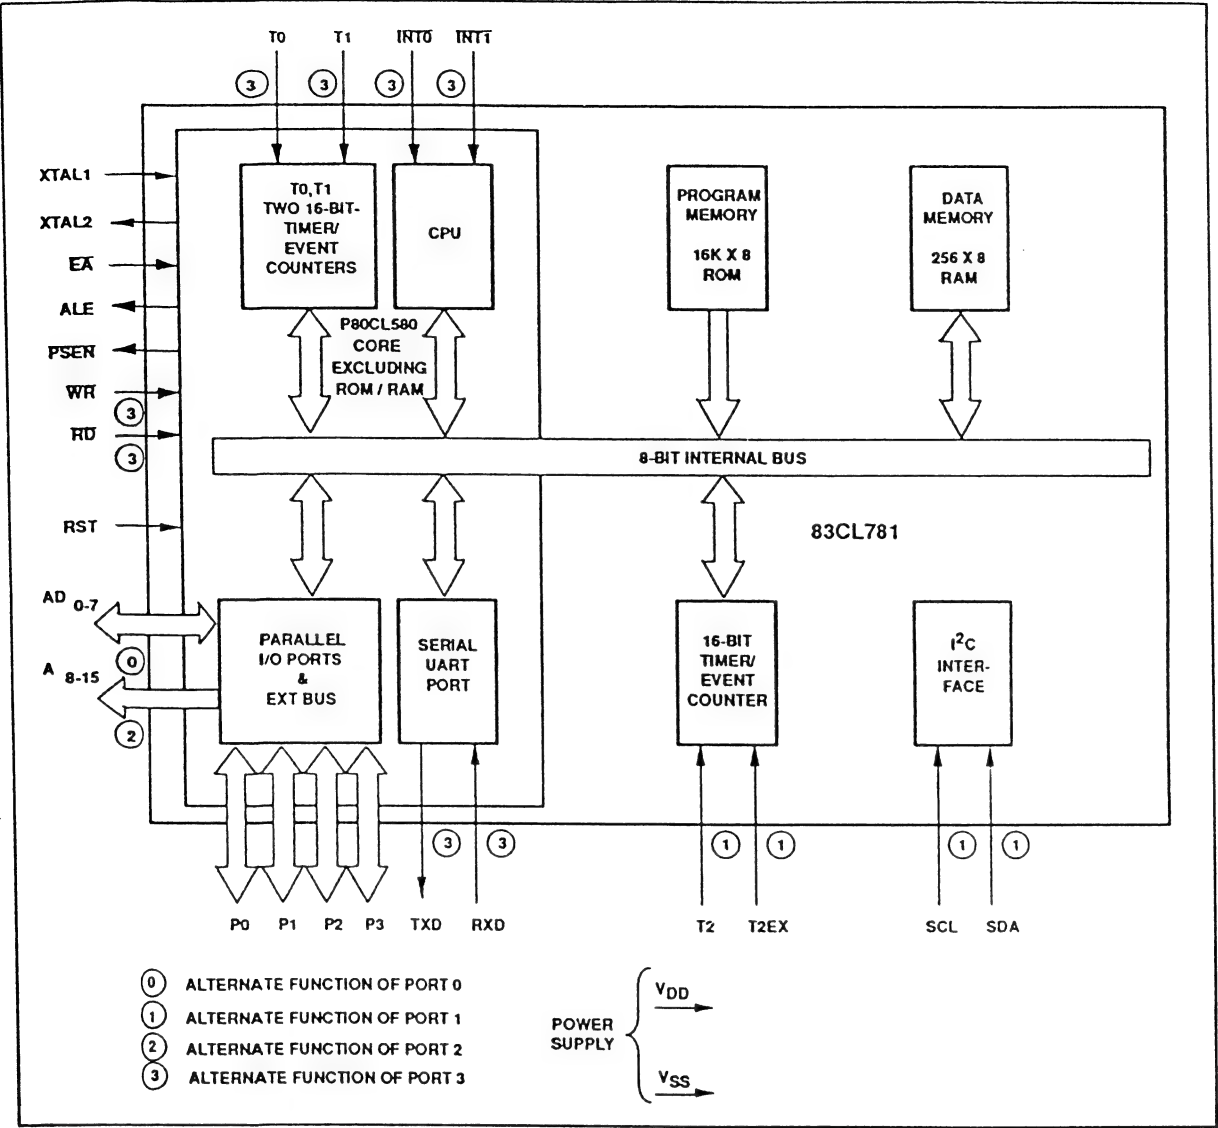 T0 T1 INT0 INT1
3 3 3 3
XTAL1
XTAL2
EA
ALE
PSEN
WR
3
RD
3
RST
AD 0-7
0
A 8-15
2
T0,T1
TWO 16-BIT-
TIMER/
EVENT
COUNTERS
CPU
P80CL580
CORE
EXCLUDING
ROM / RAM
PROGRAM
MEMORY
16K X 8
ROM
DATA
MEMORY
256 X 8
RAM
8-BIT INTERNAL BUS
83CL781
PARALLEL
I/O PORTS
&
EXT BUS
SERIAL
UART
PORT
16-BIT
TIMER/
EVENT
COUNTER
I2C
INTER-
FACE
3 3 1 1 1 1
P0 P1 P2 P3 TXD RXD T2 T2EX SCL SDA
0 ALTERNATE FUNCTION OF PORT 0
1 ALTERNATE FUNCTION OF PORT 1
2 ALTERNATE FUNCTION OF PORT 2
3 ALTERNATE FUNCTION OF PORT 3
POWER
SUPPLY
VDD
VSS